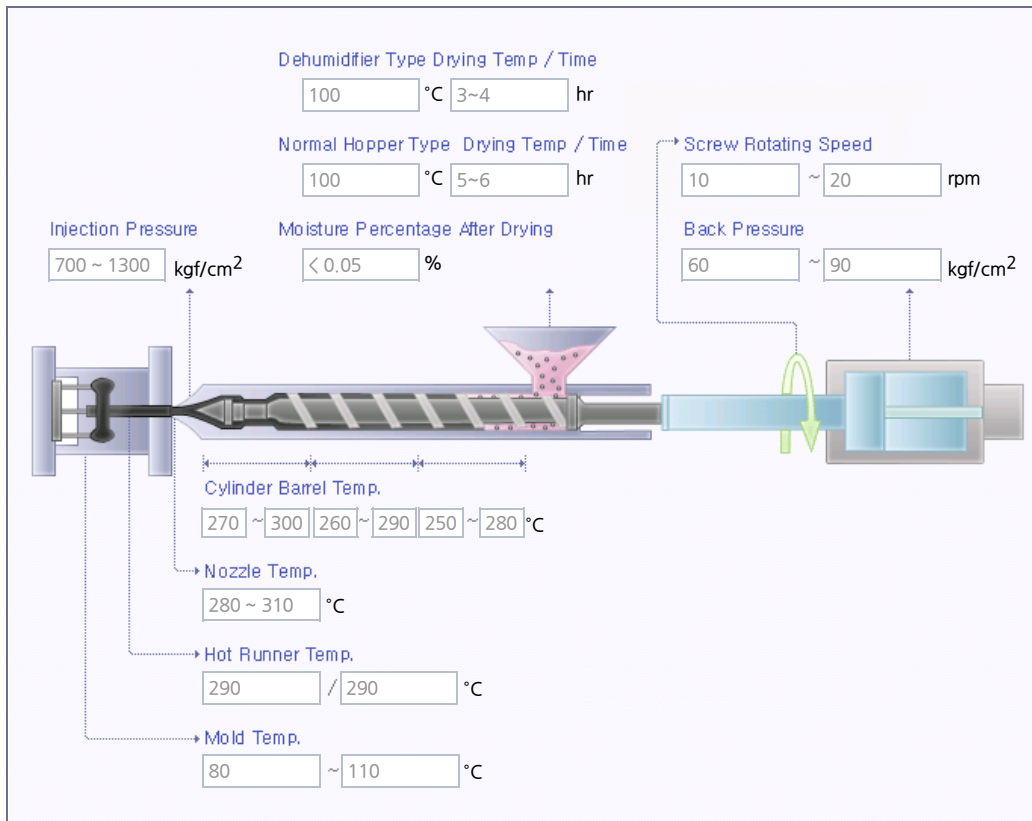 Dehumidifier Type Drying Temp / Time
100 °C 3~4 hr
Normal Hopper Type Drying Temp / Time
100 °C 5~6 hr
Screw Rotating Speed
10 ~ 20 rpm
Injection Pressure
700 ~ 1300 kgf/cm²
Moisture Percentage After Drying
< 0.05 %
Back Pressure
60 ~ 90 kgf/cm²
Cylinder Barrel Temp.
270 ~ 300 260 ~ 290 250 ~ 280 °C
Nozzle Temp.
280 ~ 310 °C
Hot Runner Temp.
290 / 290 °C
Mold Temp.
80 ~ 110 °C